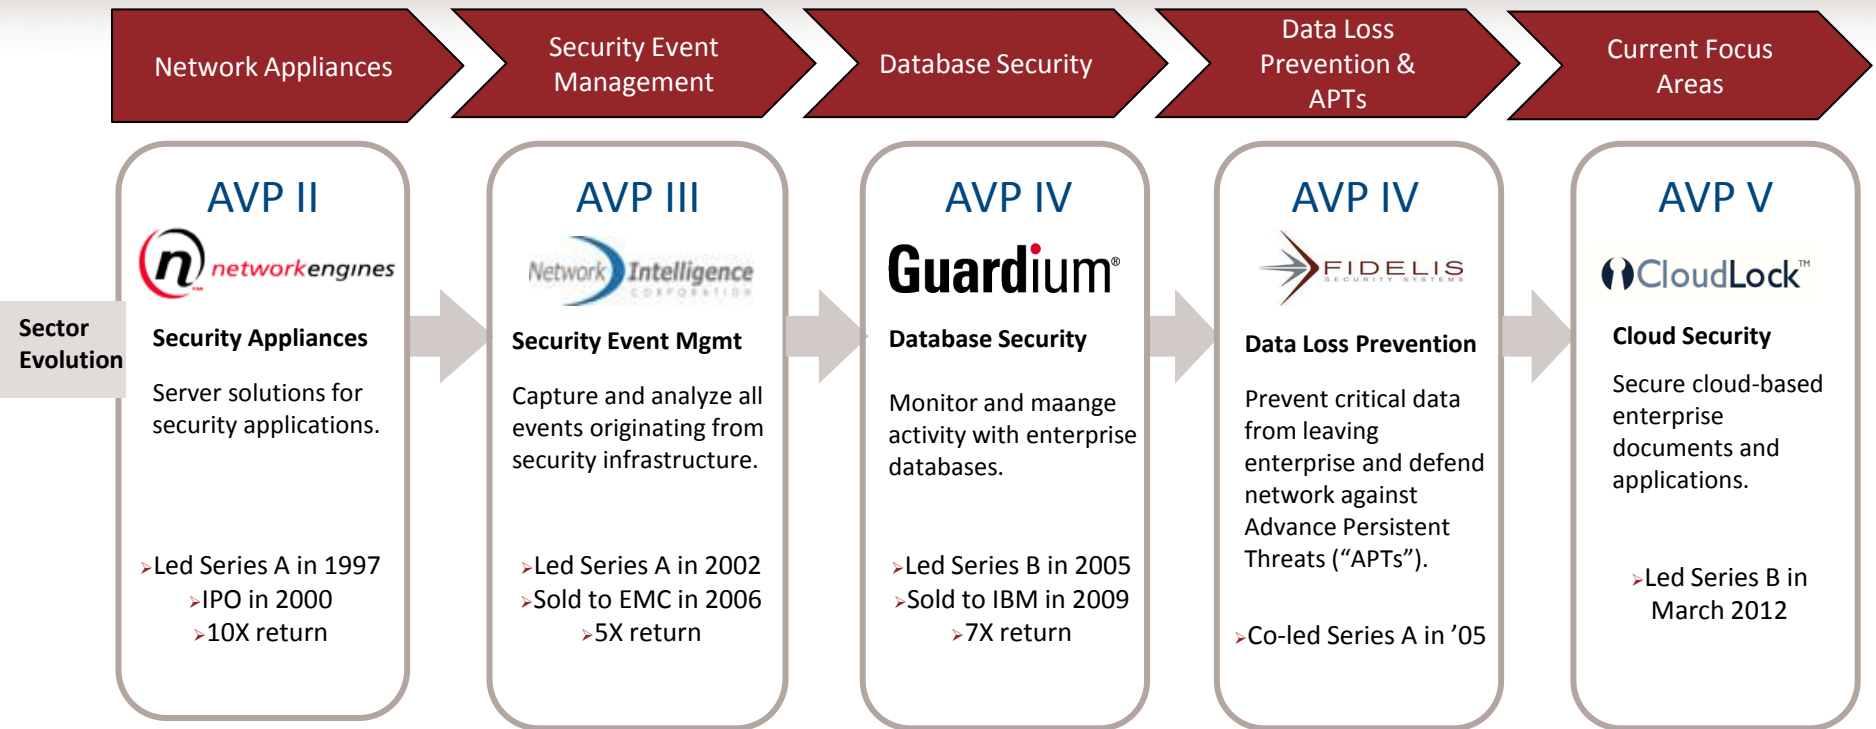 Network Appliances
Security Event
Management
Database Security
Data Loss
Prevention &
APTs
Current Focus
Areas
Sector
Evolution
AVP II
n
TM
networkengines
Security Appliances
Server solutions for
security applications.
➢Led Series A in 1997
➢IPO in 2000
➢10X return
AVP III
Network Intelligence
CORPORATION
Security Event Mgmt
Capture and analyze all
events originating from
security infrastructure.
➢Led Series A in 2002
➢Sold to EMC in 2006
➢5X return
AVP IV
Guardium®
Database Security
Monitor and maange
activity with enterprise
databases.
➢Led Series B in 2005
➢Sold to IBM in 2009
➢7X return
AVP IV
FIDELIS
SECURITY SYSTEMS
Data Loss Prevention
Prevent critical data
from leaving
enterprise and defend
network against
Advance Persistent
Threats (“APTs”).
➢Co-led Series A in ’05
AVP V
CloudLock™
Cloud Security
Secure cloud-based
enterprise
documents and
applications.
➢Led Series B in
March 2012